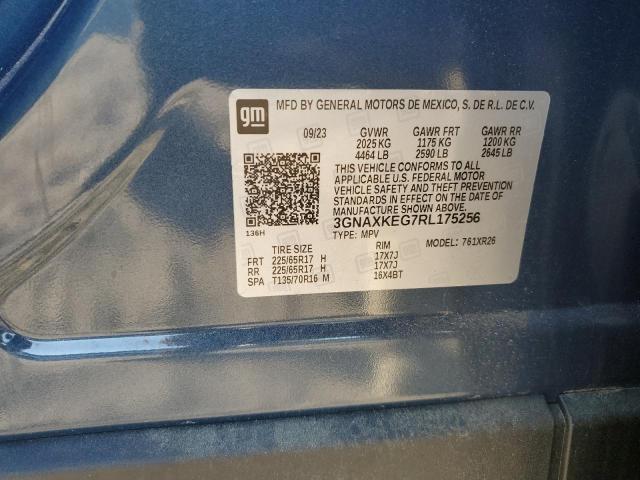 gm
MFD BY GENERAL MOTORS DE MEXICO, S. DE R.L. DE C.V.
09/23 GVWR GAWR FRT GAWR RR
2025 KG 1175 KG 1200 KG
4464 LB 2590 LB 2645 LB
THIS VEHICLE CONFORMS TO ALL
APPLICABLE U.S. FEDERAL MOTOR
VEHICLE SAFETY AND THEFT PREVENTION
STANDARDS IN EFFECT ON THE DATE OF
MANUFACTURE SHOWN ABOVE.
3GNAXKEG7RL175256
136H TYPE: MPV MODEL: 761XR26
TIRE SIZE RIM
FRT 225/65R17 H 17X7J
RR 225/65R17 H 17X7J
SPA T135/70R16 M 16X4BT